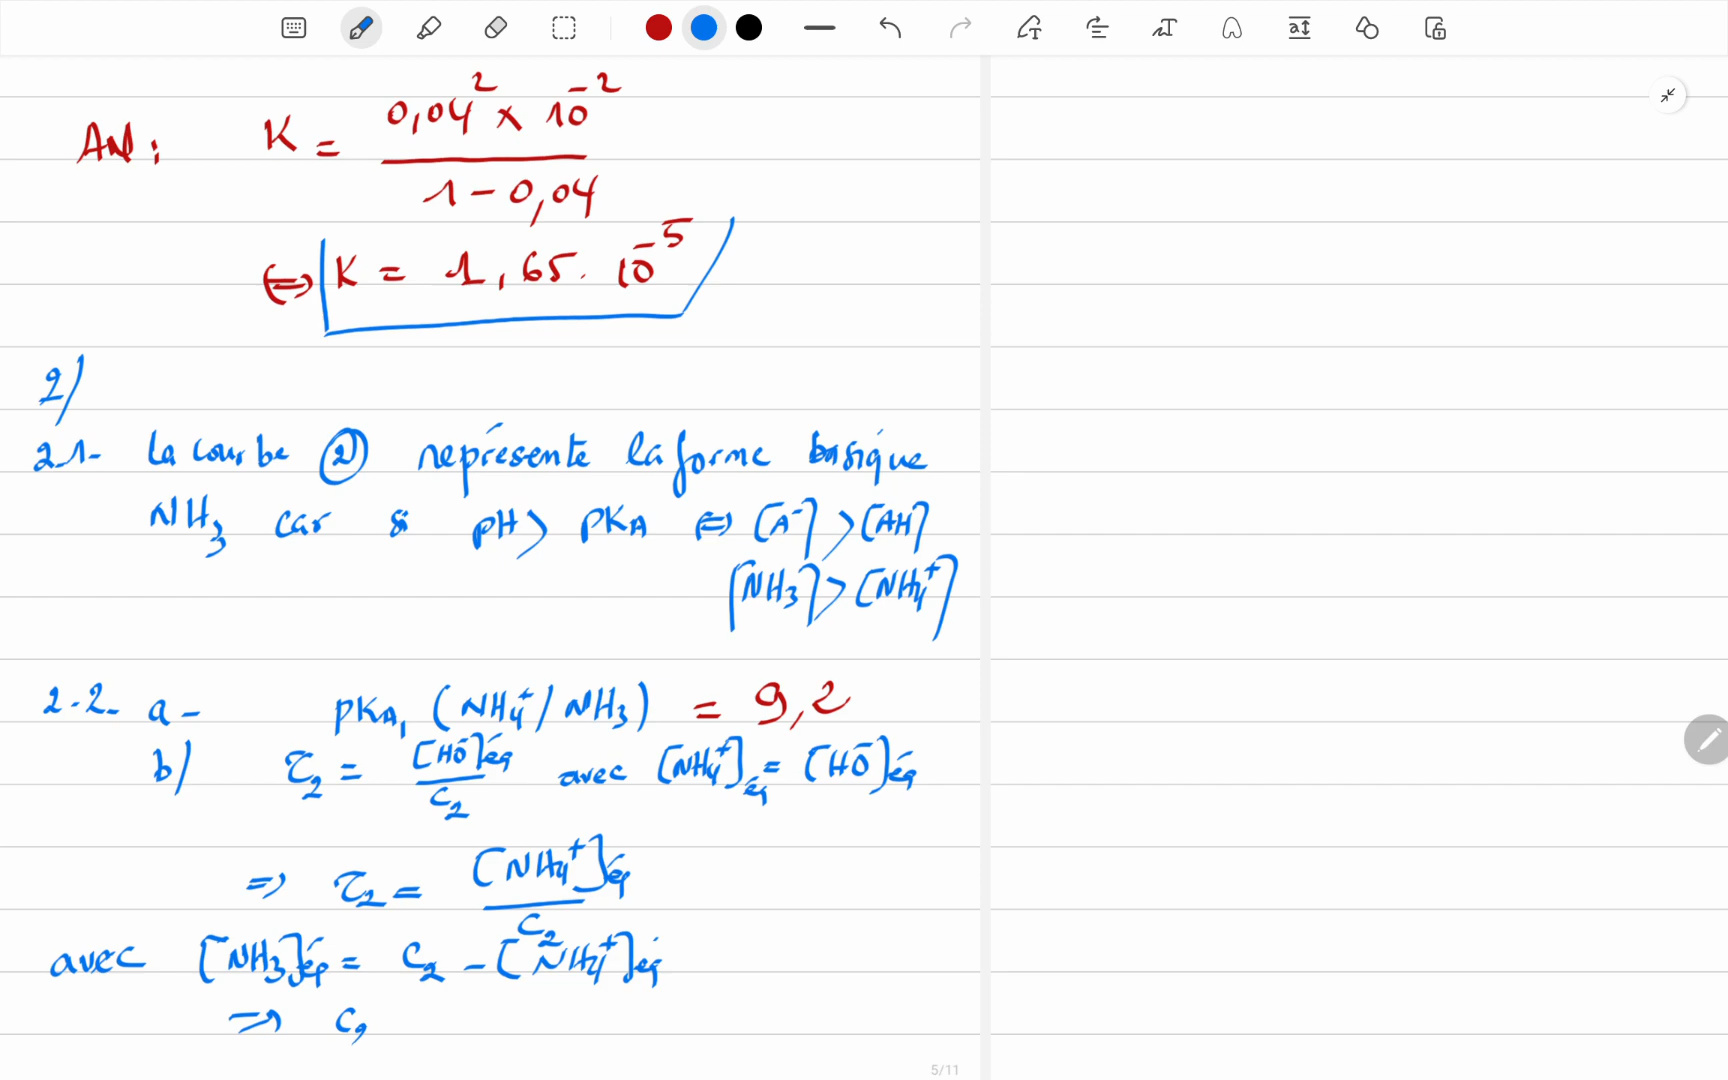 AN : K = (0,04² × 10⁻²) / (1 - 0,04)
⇔ K = 1,65. 10⁻⁵
2/
2.1- La courbe ② représente la forme basique
NH₃ car si pH > PKA ⇔ [A⁻] > [AH]
[NH₃] > [NH₄⁺]
2.2- a- PKA₁ (NH₄⁺/NH₃) = 9,2
b/ τ₂ = [HO⁻]éq / C₂ avec [NH₄⁺]éq = [HO⁻]éq
⇒ τ₂ = [NH₄⁺]éq / C₂
avec [NH₃]éq = C₂ - [NH₄⁺]éq
⇒ C₂
5/11